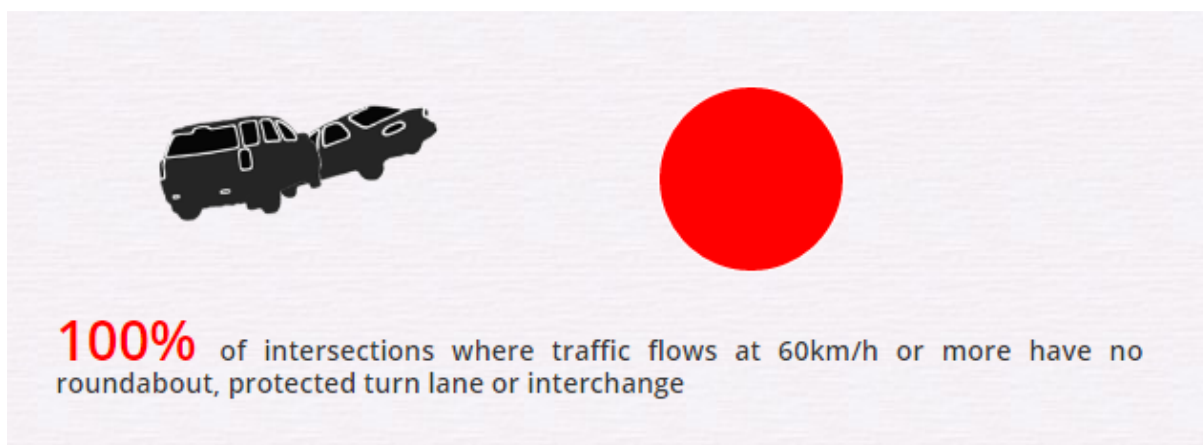 100% of intersections where traffic flows at 60km/h or more have no
roundabout, protected turn lane or interchange